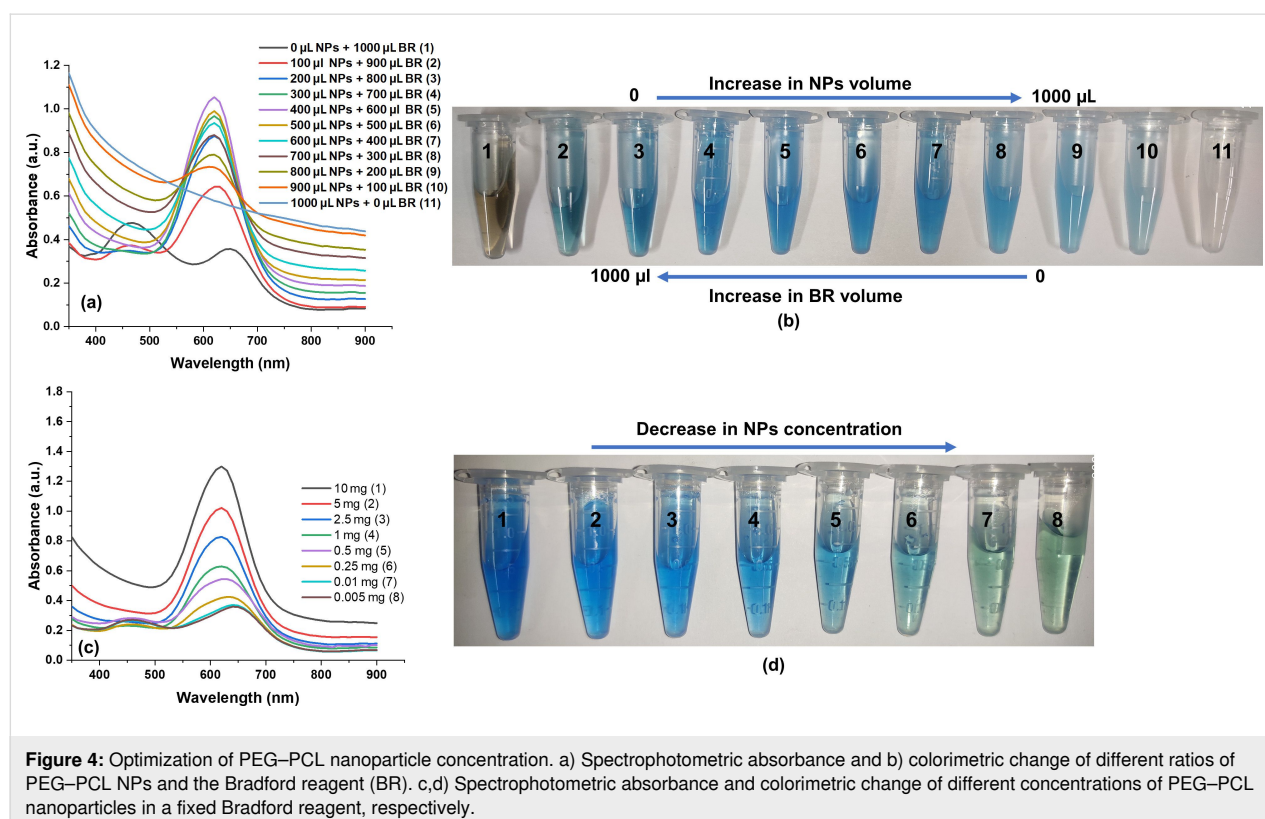 0 µL NPs + 1000 µL BR (1)
100 µl NPs + 900 µL BR (2)
200 µL NPs + 800 µL BR (3)
300 µL NPs + 700 µL BR (4)
400 µL NPs + 600 µl BR (5)
500 µL NPs + 500 µL BR (6)
600 µL NPs + 400 µL BR (7)
700 µL NPs + 300 µL BR (8)
800 µL NPs + 200 µL BR (9)
900 µL NPs + 100 µL BR (10)
1000 µL NPs + 0 µL BR (11)
1.2
1.0
0.8
0.6
0.4
0.2
0.0
Absorbance (a.u.)
(a)
400 500 600 700 800 900
Wavelength (nm)
Increase in NPs volume
0 1000 µL
1 2 3 4 5 6 7 8 9 10 11
1000 µl 0
Increase in BR volume
(b)
1.8
1.6
1.4
1.2
1.0
0.8
0.6
0.4
0.2
0.0
Absorbance (a.u.)
10 mg (1)
5 mg (2)
2.5 mg (3)
1 mg (4)
0.5 mg (5)
0.25 mg (6)
0.01 mg (7)
0.005 mg (8)
(c)
400 500 600 700 800 900
Wavelength (nm)
Decrease in NPs concentration
1 2 3 4 5 6 7 8
(d)
Figure 4: Optimization of PEG–PCL nanoparticle concentration. a) Spectrophotometric absorbance and b) colorimetric change of different ratios of
PEG–PCL NPs and the Bradford reagent (BR). c,d) Spectrophotometric absorbance and colorimetric change of different concentrations of PEG–PCL
nanoparticles in a fixed Bradford reagent, respectively.